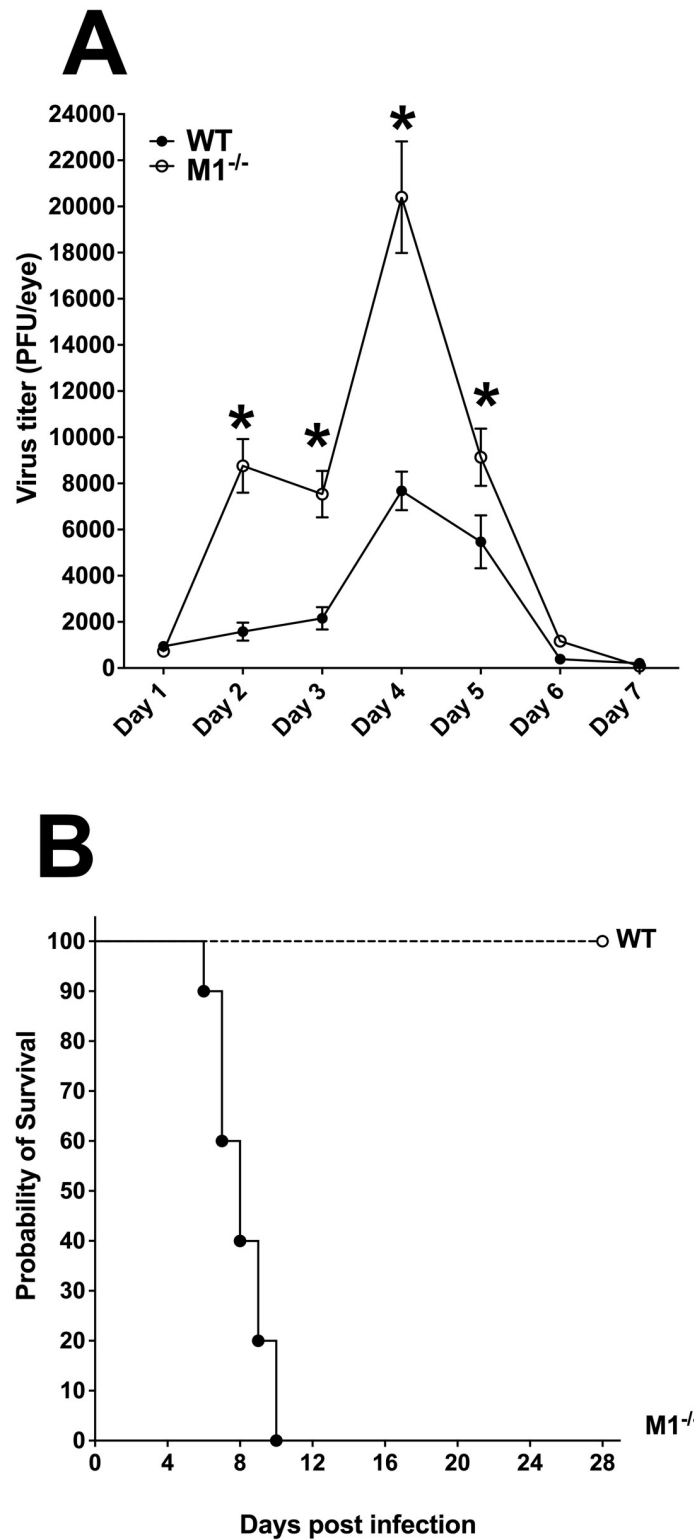 A
24000
22000
20000
18000
16000
14000
12000
10000
8000
6000
4000
2000
0
Virus titer (PFU/eye)
WT
M1-/-
*
*
*
*
Day 1
Day 2
Day 3
Day 4
Day 5
Day 6
Day 7
B
100
90
80
70
60
50
40
30
20
10
0
Probability of Survival
WT
M1-/-
0 4 8 12 16 20 24 28
Days post infection